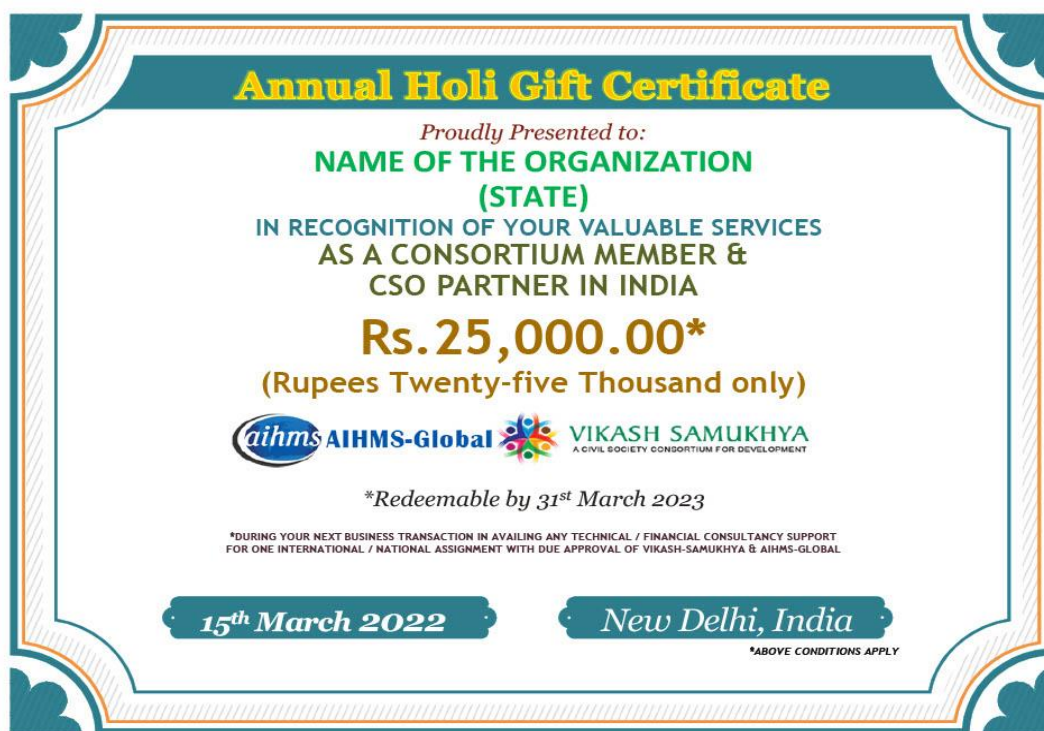 Annual Holi Gift Certificate
Proudly Presented to:
NAME OF THE ORGANIZATION
(STATE)
IN RECOGNITION OF YOUR VALUABLE SERVICES
AS A CONSORTIUM MEMBER &
CSO PARTNER IN INDIA
Rs.25,000.00*
(Rupees Twenty-five Thousand only)
aihms AIHMS-Global VIKASH SAMUKHYA
A CIVIL SOCIETY CONSORTIUM FOR DEVELOPMENT
*Redeemable by 31st March 2023
*DURING YOUR NEXT BUSINESS TRANSACTION IN AVAILING ANY TECHNICAL / FINANCIAL CONSULTANCY SUPPORT
FOR ONE INTERNATIONAL / NATIONAL ASSIGNMENT WITH DUE APPROVAL OF VIKASH-SAMUKHYA & AIHMS-GLOBAL
15th March 2022 New Delhi, India
*ABOVE CONDITIONS APPLY